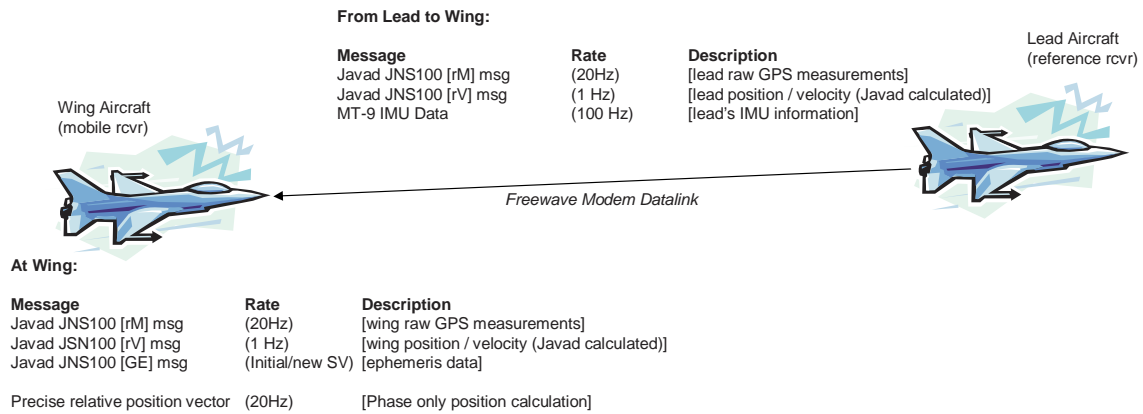 From Lead to Wing:
Message Rate Description
Javad JNS100 [rM] msg (20Hz) [lead raw GPS measurements]
Javad JNS100 [rV] msg (1 Hz) [lead position / velocity (Javad calculated)]
MT-9 IMU Data (100 Hz) [lead's IMU information]
Lead Aircraft
(reference rcvr)
Wing Aircraft
(mobile rcvr)
Freewave Modem Datalink
At Wing:
Message Rate Description
Javad JNS100 [rM] msg (20Hz) [wing raw GPS measurements]
Javad JSN100 [rV] msg (1 Hz) [wing position / velocity (Javad calculated)]
Javad JNS100 [GE] msg (Initial/new SV) [ephemeris data]
Precise relative position vector (20Hz) [Phase only position calculation]